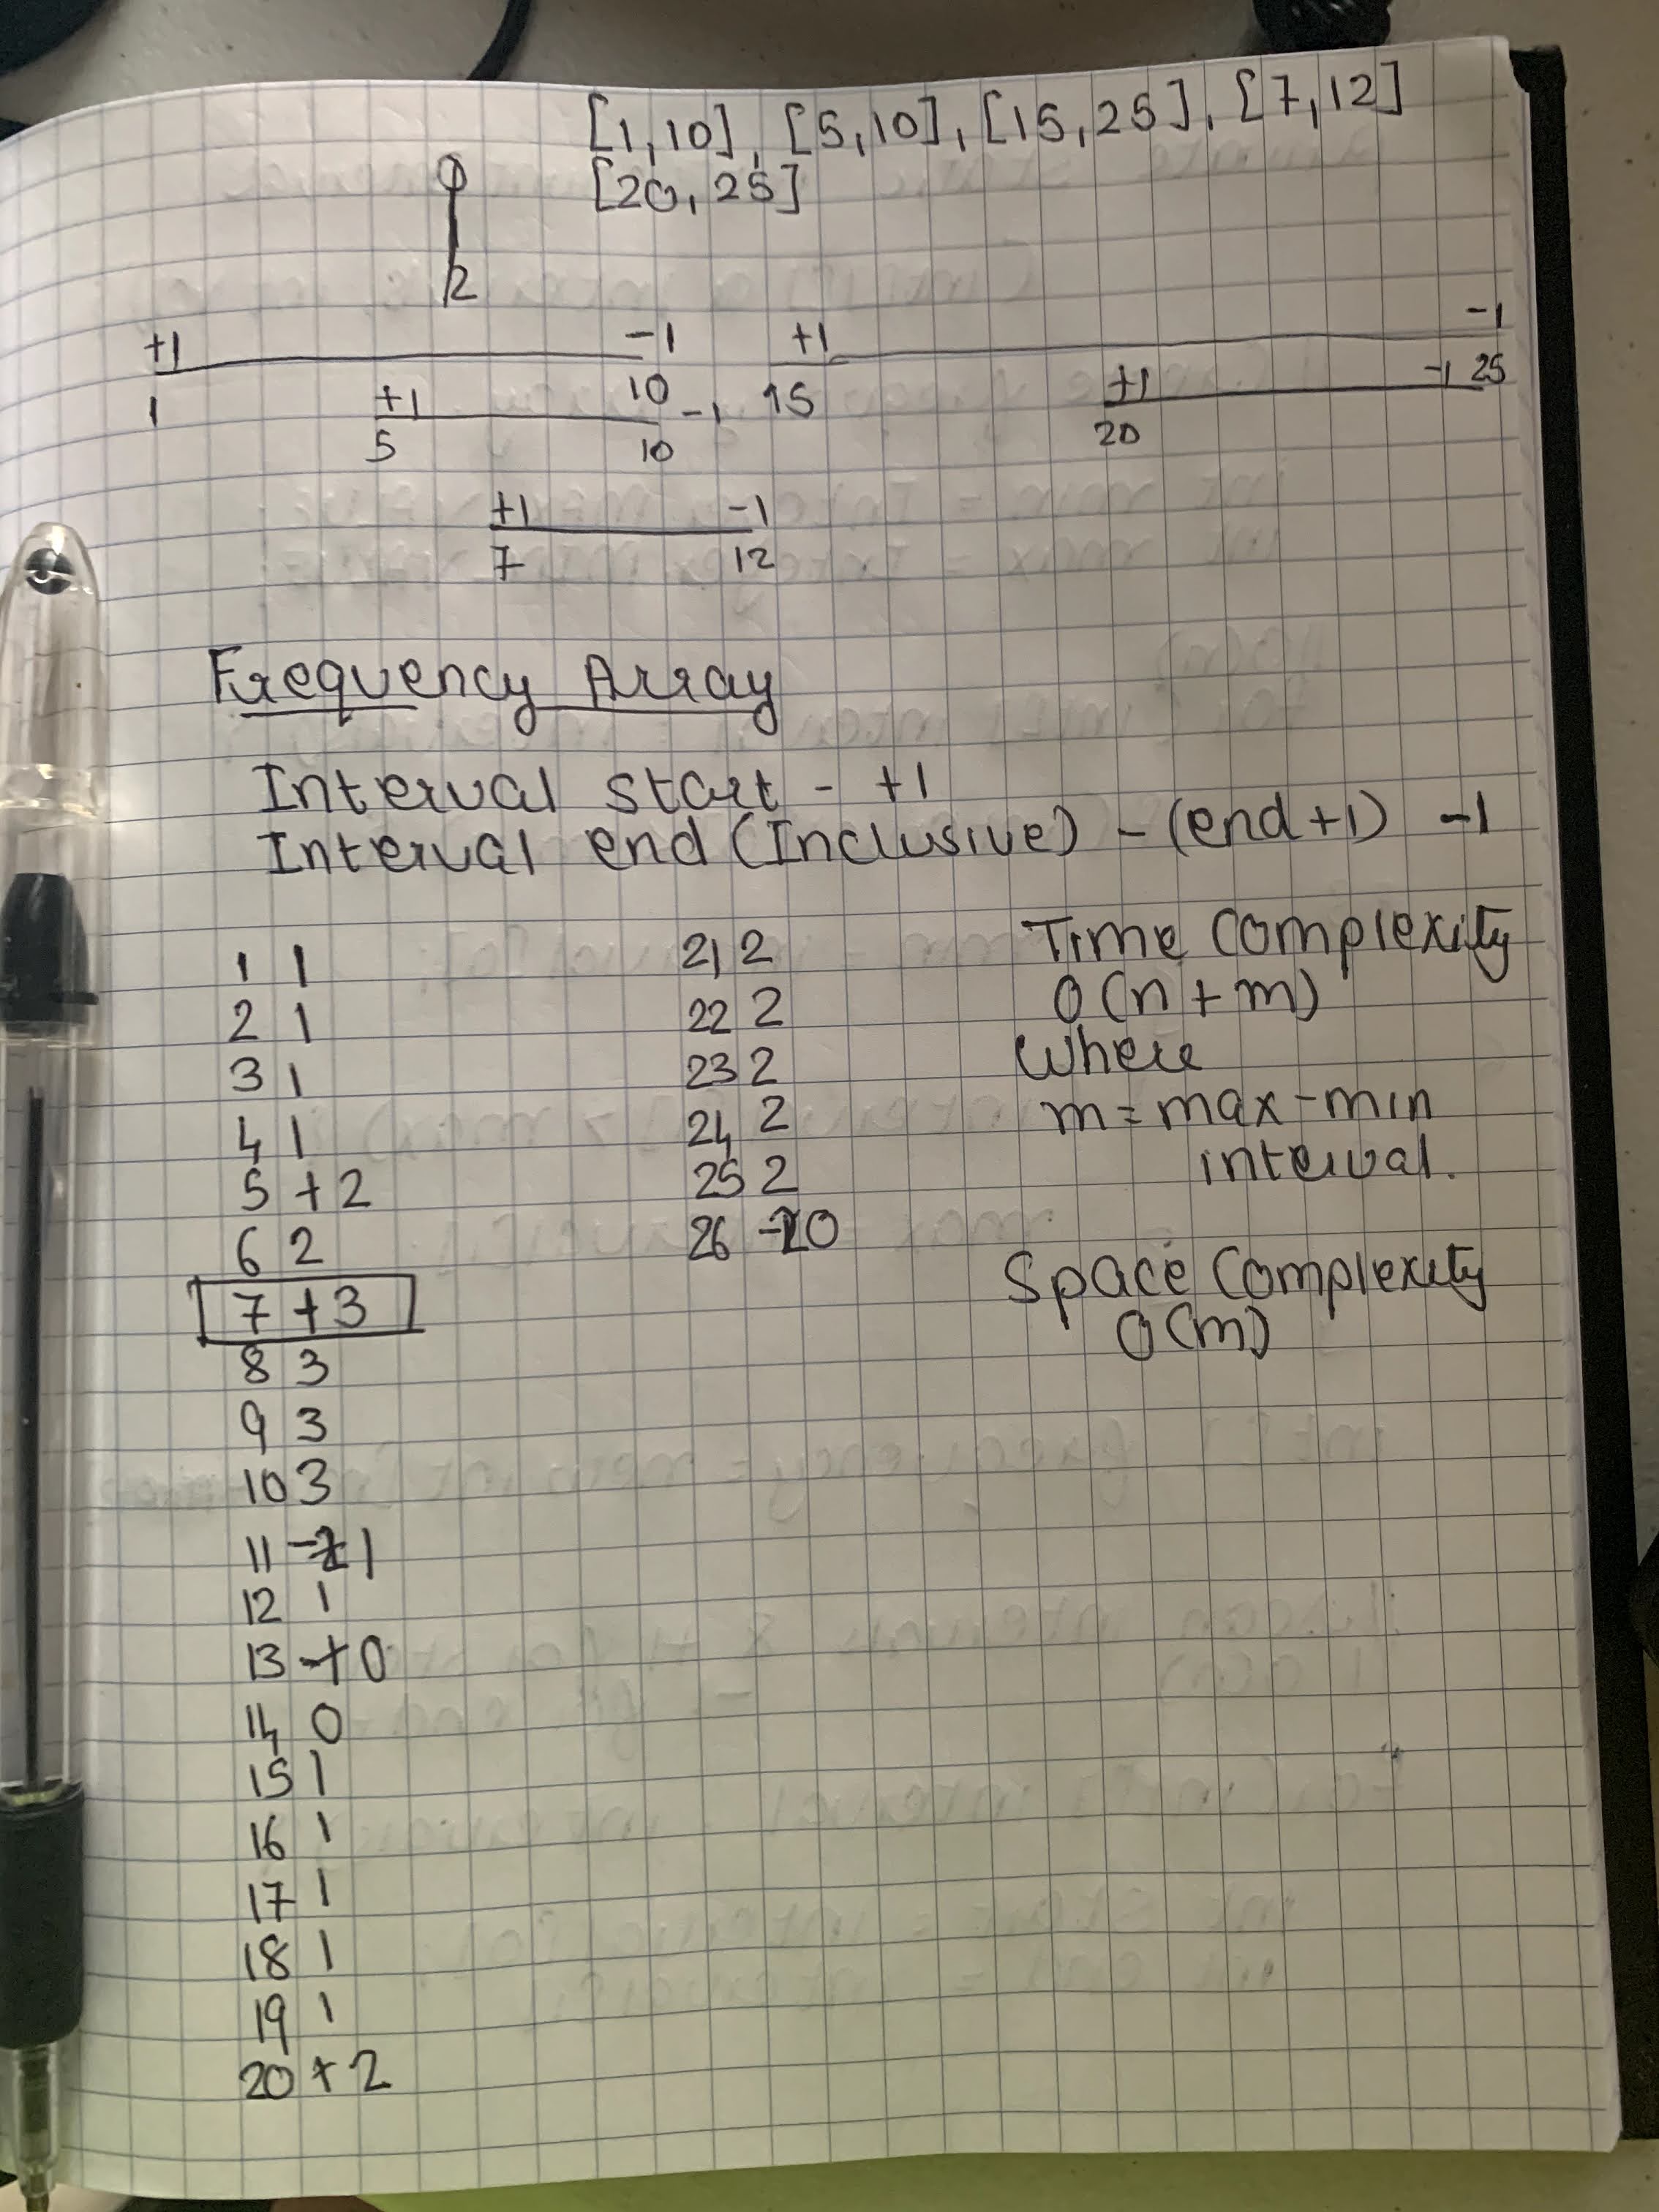 [1,10], [5,10], [15,25], [7,12]
[20,25]
2
+1 -1 +1 -1
1 10 15 25
+1 -1 +1 -1
5 10 20
+1 -1
7 12
Frequency Array
Interval start - +1
Interval end (Inclusive) - (end+1) -1
1 1
2 1
3 1
4 1
5 +2
6 2
7 +3
8 3
9 3
10 3
11 1
12 1
13 0
14 0
15 1
16 1
17 1
18 1
19 1
20 +2
21 2
22 2
23 2
24 2
25 2
26 0
Time complexity
O(n+m)
where
m = max-min
interval.
Space complexity
O(m)